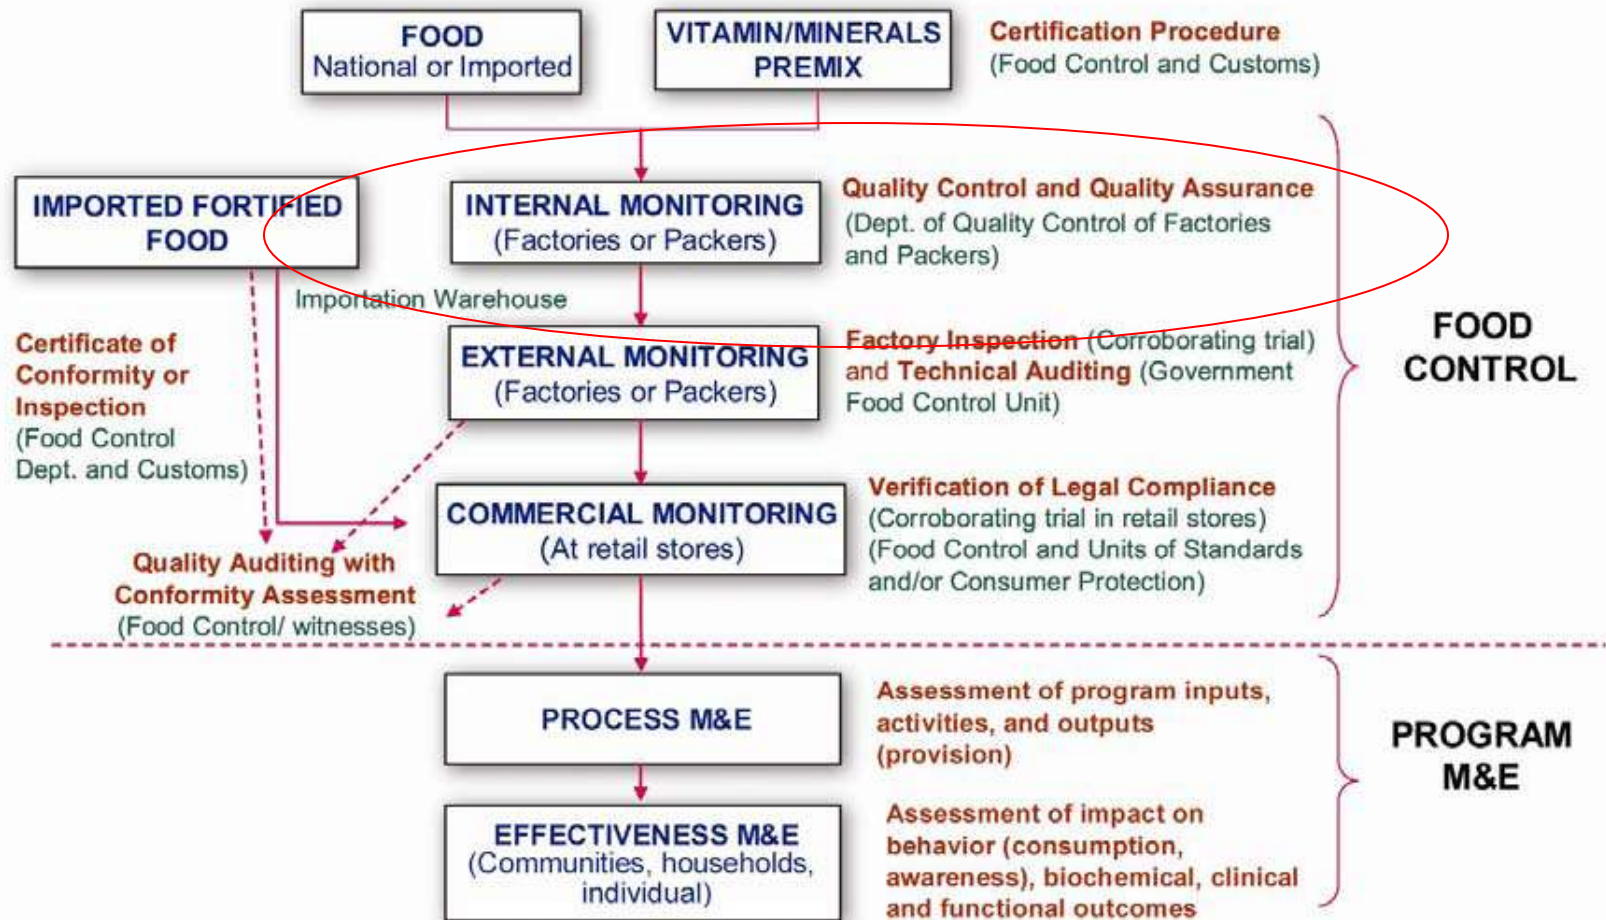 FOOD
National or Imported
VITAMIN/MINERALS
PREMIX
Certification Procedure
(Food Control and Customs)
IMPORTED FORTIFIED
FOOD
INTERNAL MONITORING
(Factories or Packers)
Quality Control and Quality Assurance
(Dept. of Quality Control of Factories
and Packers)
Importation Warehouse
Certificate of
Conformity or
Inspection
(Food Control
Dept. and Customs)
EXTERNAL MONITORING
(Factories or Packers)
Factory Inspection (Corroborating trial)
and Technical Auditing (Government
Food Control Unit)
FOOD
CONTROL
COMMERCIAL MONITORING
(At retail stores)
Verification of Legal Compliance
(Corroborating trial in retail stores)
(Food Control and Units of Standards
and/or Consumer Protection)
Quality Auditing with
Conformity Assessment
(Food Control/ witnesses)
PROCESS M&E
Assessment of program inputs,
activities, and outputs
(provision)
PROGRAM
M&E
EFFECTIVENESS M&E
(Communities, households,
individual)
Assessment of impact on
behavior (consumption,
awareness), biochemical, clinical
and functional outcomes